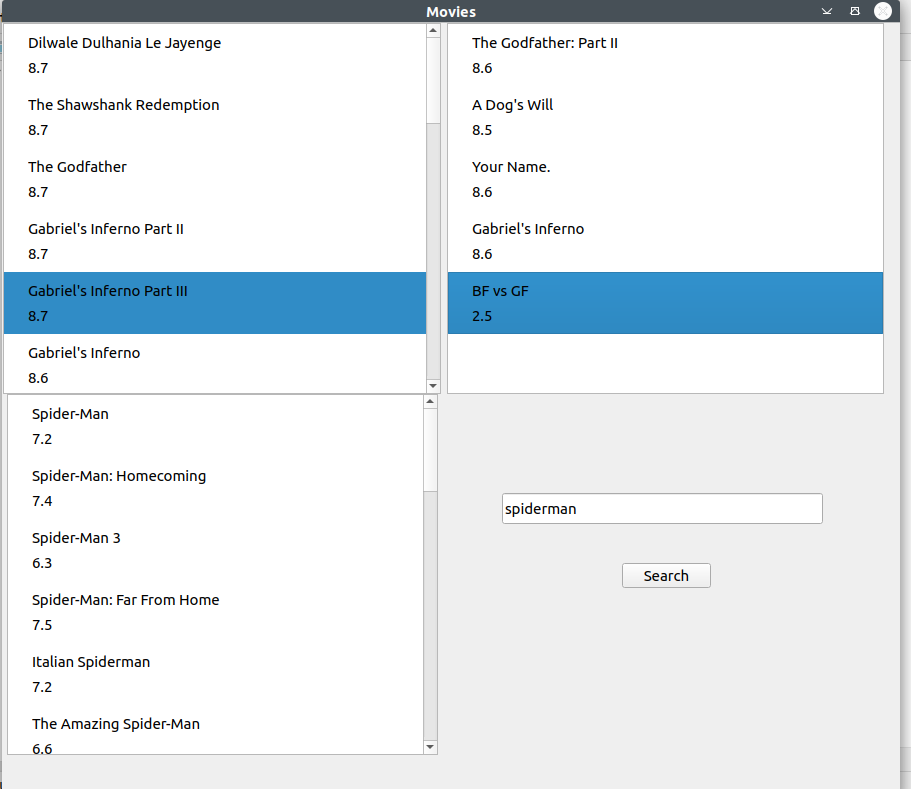 Movies
Dilwale Dulhania Le Jayenge
8.7
The Shawshank Redemption
8.7
The Godfather
8.7
Gabriel's Inferno Part II
8.7
Gabriel's Inferno Part III
8.7
Gabriel's Inferno
8.6
The Godfather: Part II
8.6
A Dog's Will
8.5
Your Name.
8.6
Gabriel's Inferno
8.6
BF vs GF
2.5
Spider-Man
7.2
Spider-Man: Homecoming
7.4
Spider-Man 3
6.3
Spider-Man: Far From Home
7.5
Italian Spiderman
7.2
The Amazing Spider-Man
6.6
spiderman
Search